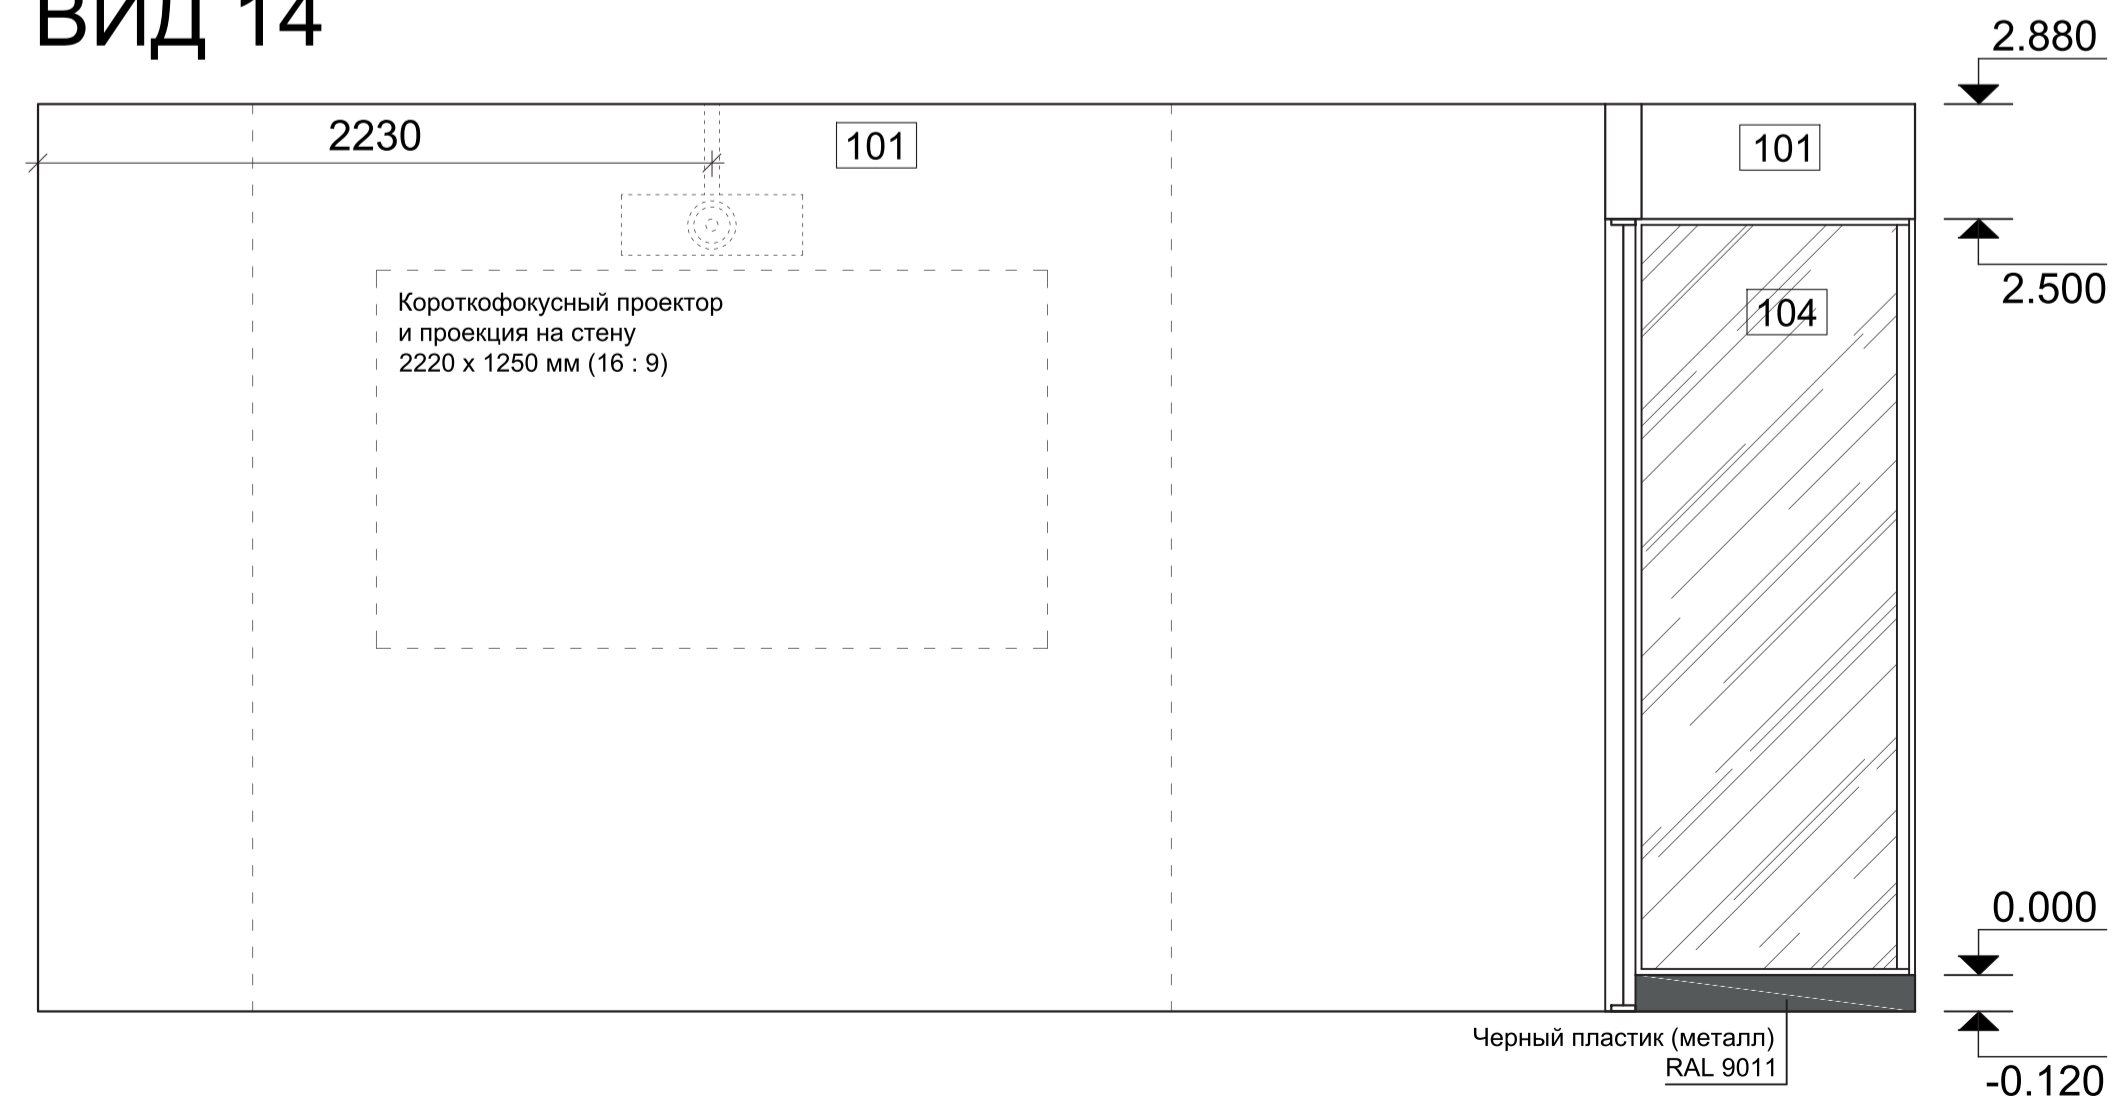 ВИД 14
2.880
2230
101
101
Короткофокусный проектор
и проекция на стену
2220 x 1250 мм (16 : 9)
2.500
104
0.000
Черный пластик (металл)
RAL 9011
-0.120